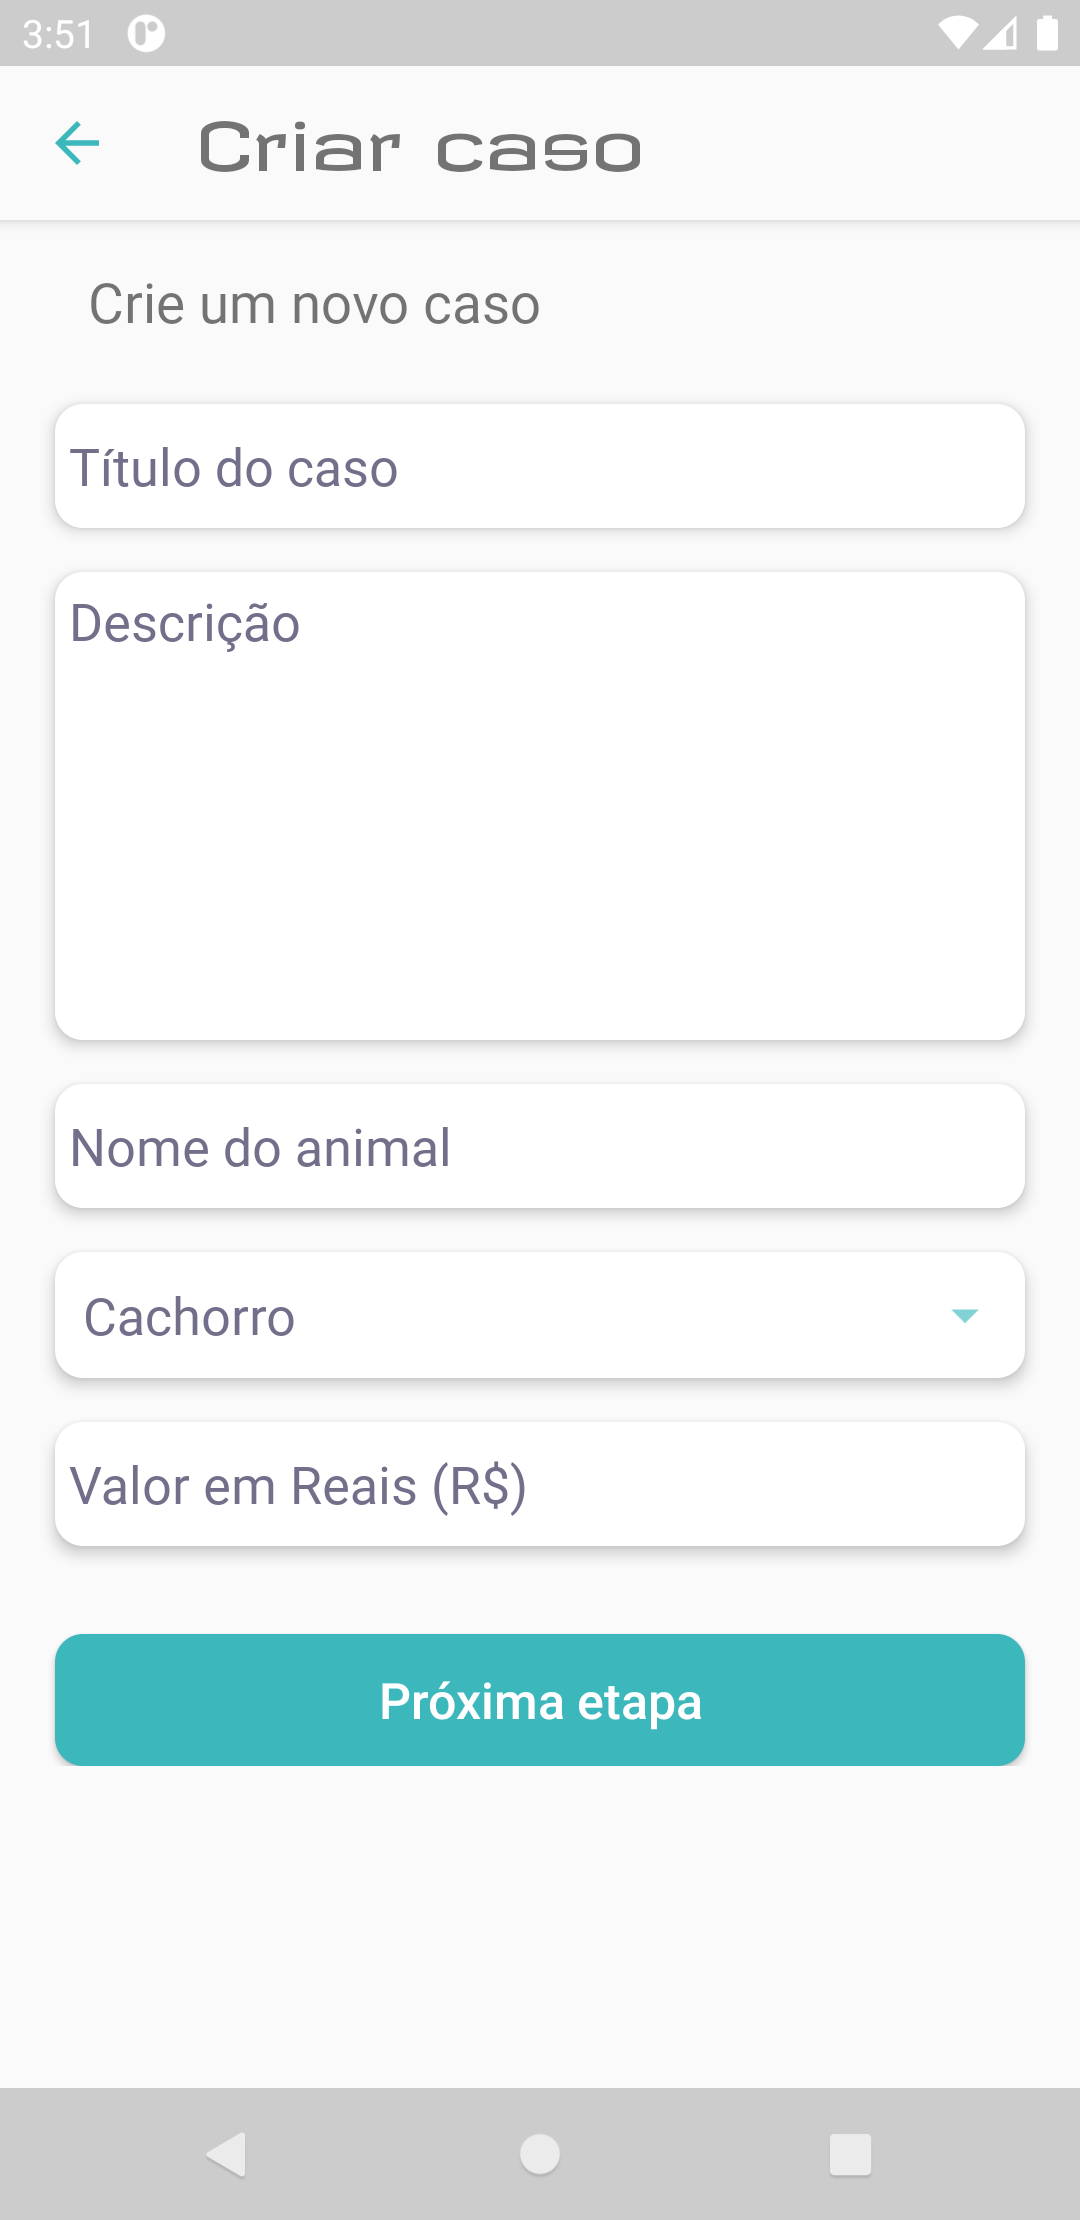 3:51
Criar caso
Crie um novo caso
Título do caso
Descrição
Nome do animal
Cachorro
Valor em Reais (R$)
Próxima etapa